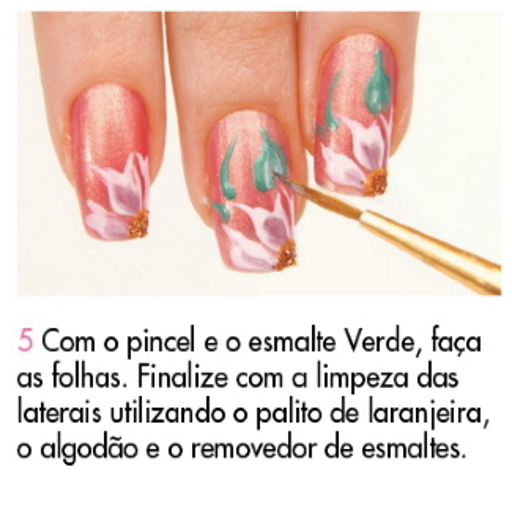 5 Com o pincel e o esmalte Verde, faça
as folhas. Finalize com a limpeza das
laterais utilizando o palito de laranjeira,
o algodão e o removedor de esmaltes.